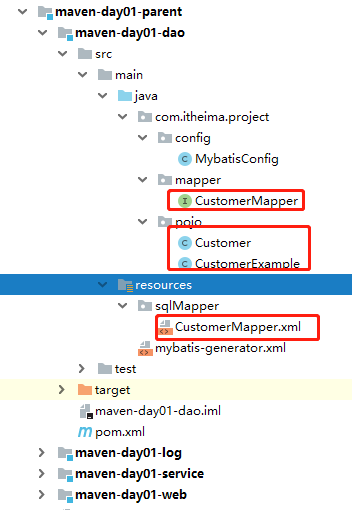 maven-day01-parent
maven-day01-dao
src
main
java
com.itheima.project
config
MybatisConfig
mapper
CustomerMapper
pojo
Customer
CustomerExample
resources
sqlMapper
CustomerMapper.xml
mybatis-generator.xml
test
target
maven-day01-dao.iml
pom.xml
maven-day01-log
maven-day01-service
maven-day01-web